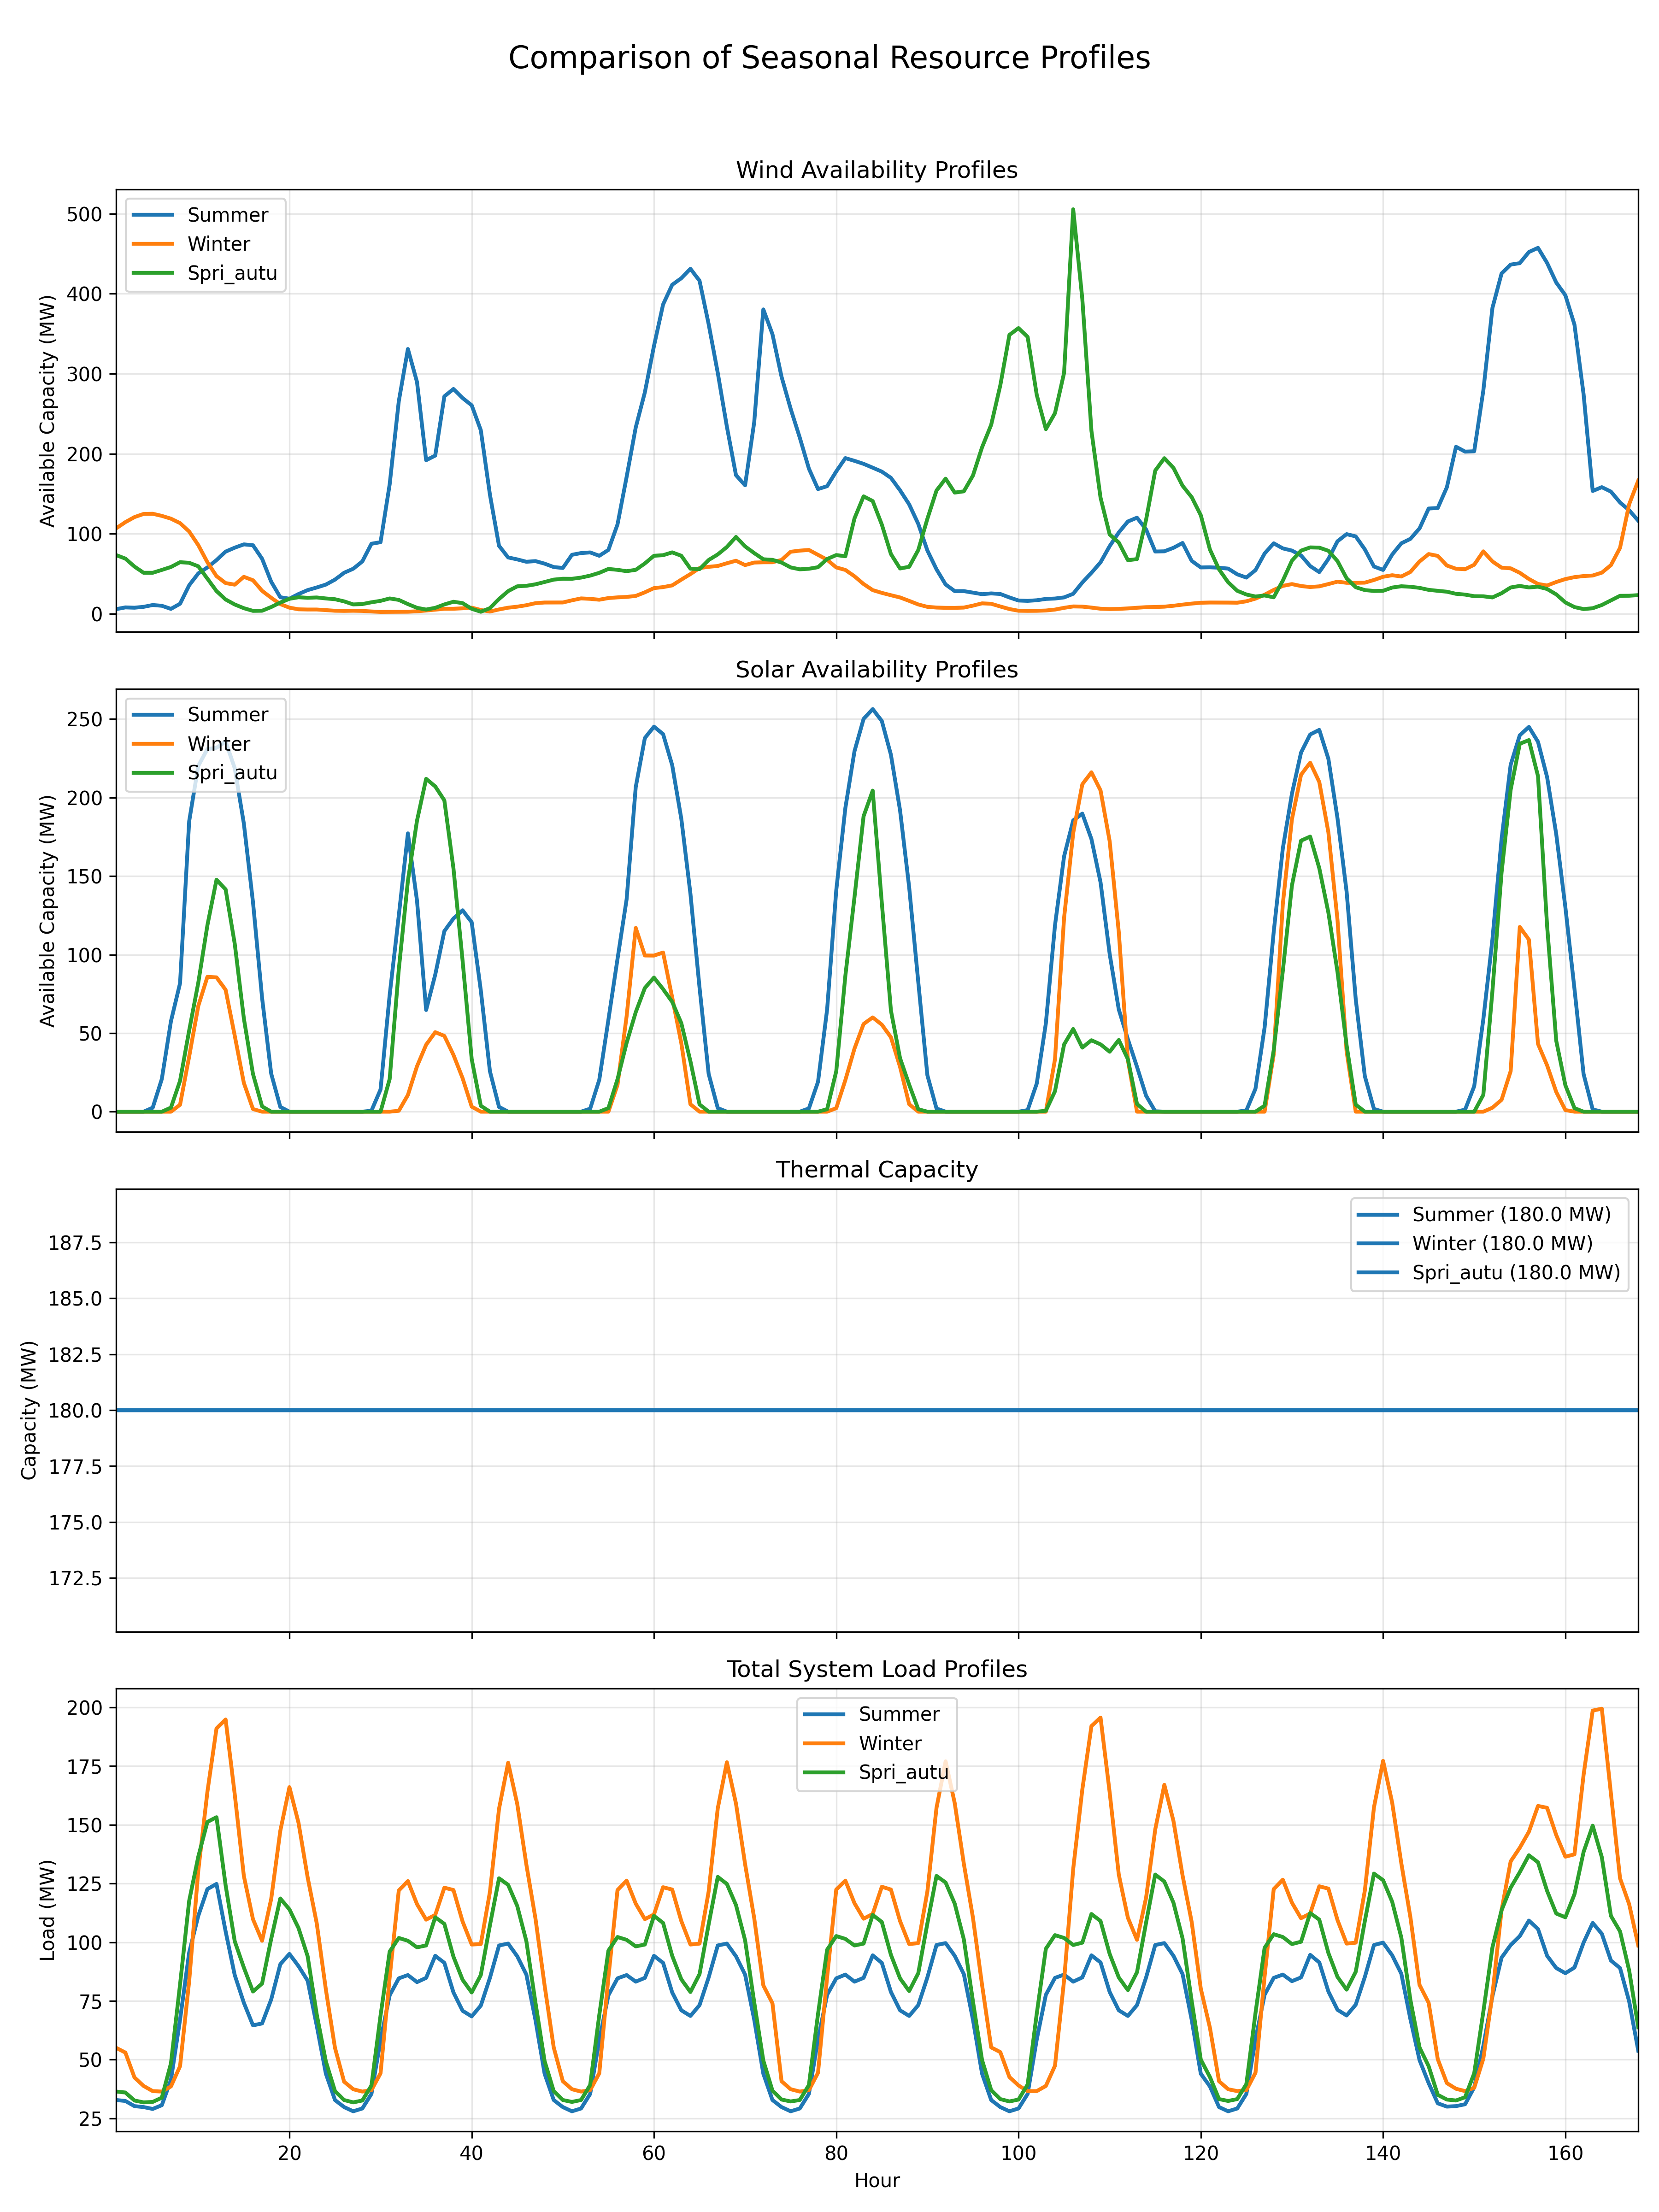 Comparison of Seasonal Resource Profiles
Wind Availability Profiles
Available Capacity (MW)
500
400
300
200
100
0
Summer
Winter
Spri_autu
Solar Availability Profiles
Available Capacity (MW)
250
200
150
100
50
0
Summer
Winter
Spri_autu
Thermal Capacity
Capacity (MW)
187.5
185.0
182.5
180.0
177.5
175.0
172.5
Summer (180.0 MW)
Winter (180.0 MW)
Spri_autu (180.0 MW)
Total System Load Profiles
Load (MW)
200
175
150
125
100
75
50
25
Summer
Winter
Spri_autu
20 40 60 80 100 120 140 160
Hour